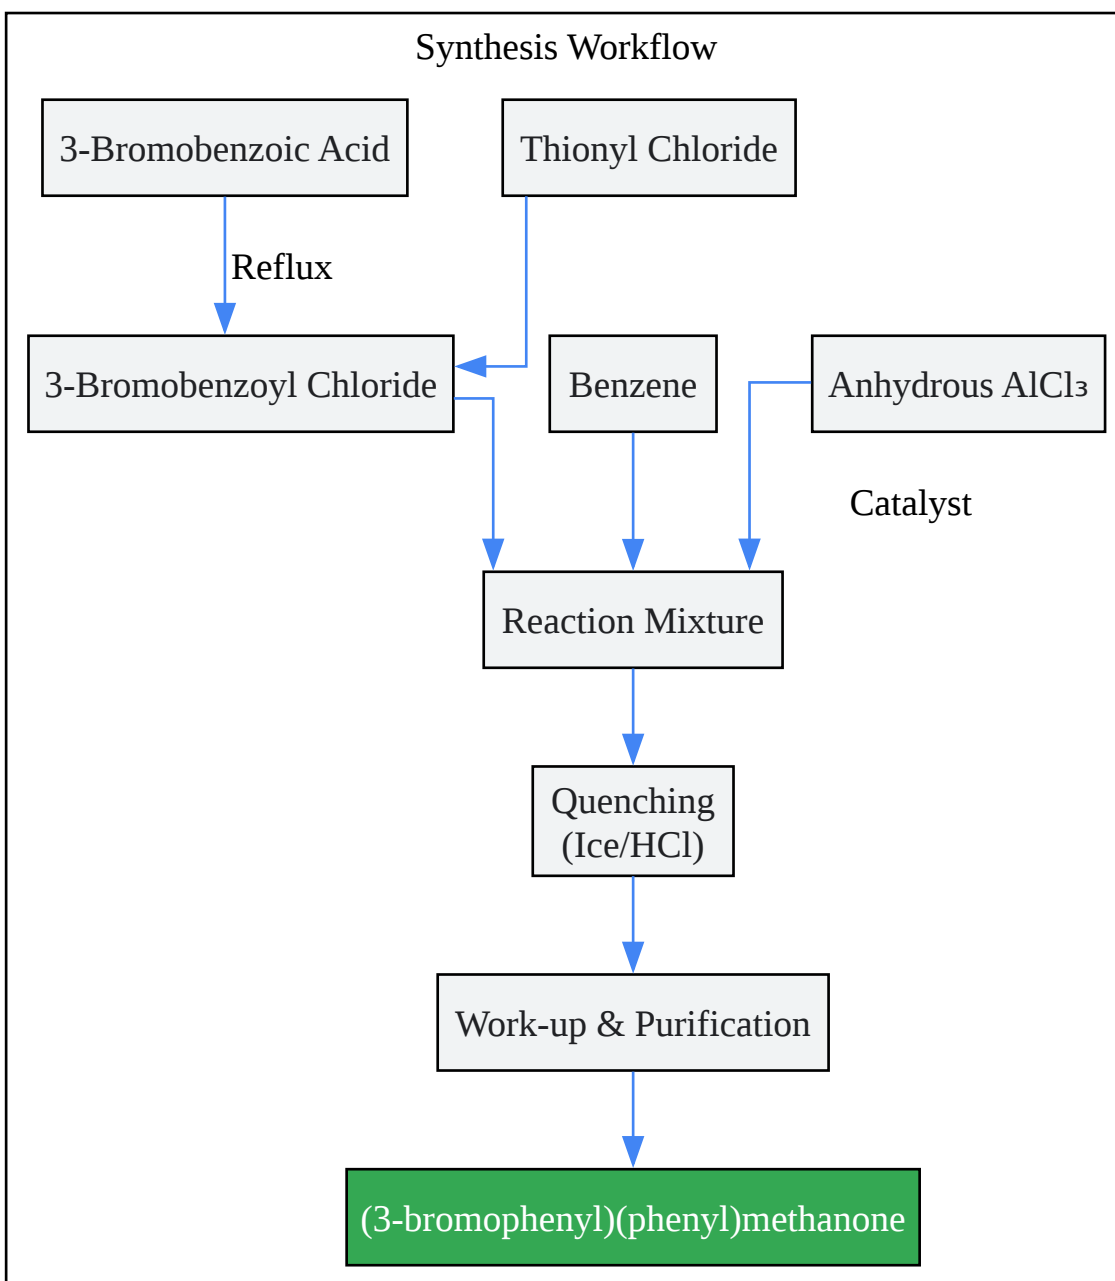 Synthesis Workflow
3-Bromobenzoic Acid
Thionyl Chloride
Reflux
3-Bromobenzoyl Chloride
Benzene
Anhydrous AlCl₃
Catalyst
Reaction Mixture
Quenching
(Ice/HCl)
Work-up & Purification
(3-bromophenyl)(phenyl)methanone